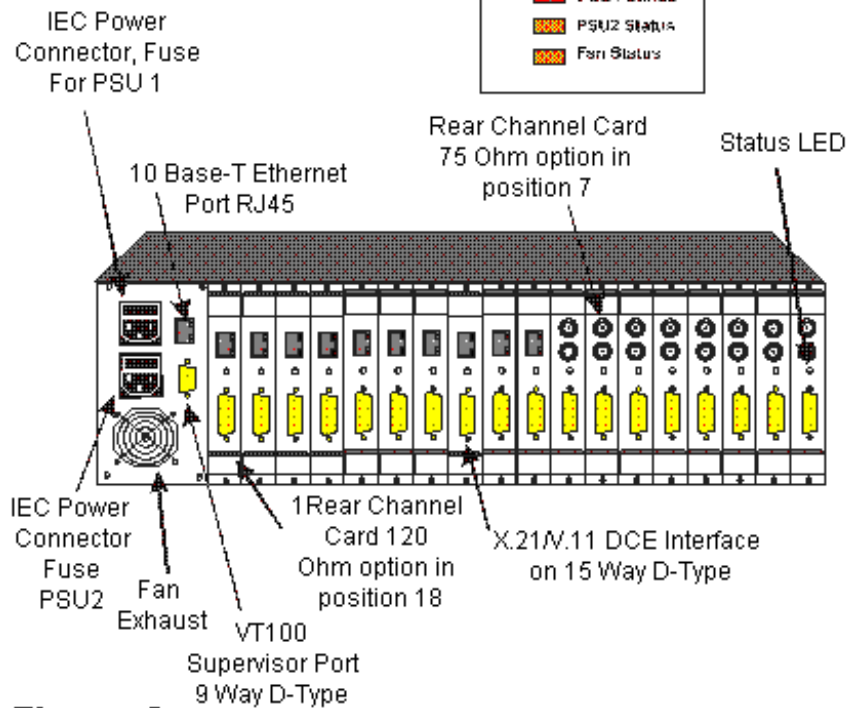 PSU2 Status
Fan Status
IEC Power
Connector, Fuse
For PSU 1
10 Base-T Ethernet
Port RJ45
Rear Channel Card
75 Ohm option in
position 7
Status LED
IEC Power
Connector
Fuse
PSU2
Fan
Exhaust
VT100
Supervisor Port
9 Way D-Type
1Rear Channel
Card 120
Ohm option in
position 18
X.21/V.11 DCE Interface
on 15 Way D-Type